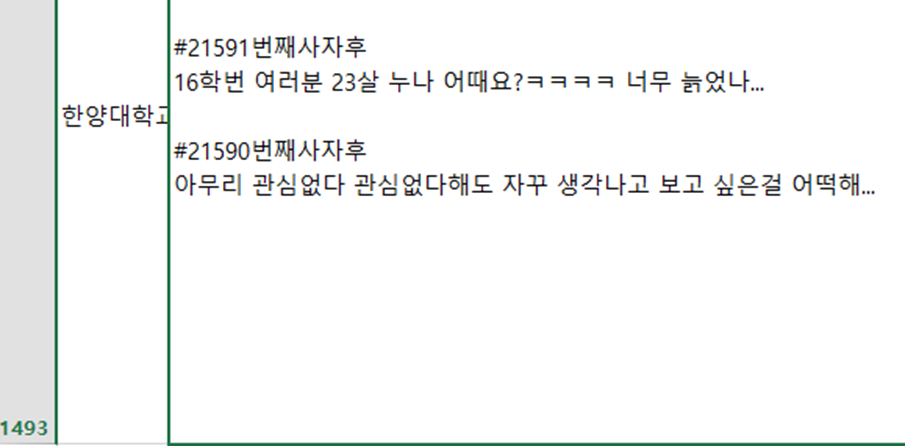 #21591번째사자후
16학번 여러분 23살 누나 어때요?ㅋㅋㅋㅋ 너무 늙었나...
한양대학교
#21590번째사자후
아무리 관심없다 관심없다해도 자꾸 생각나고 보고 싶은걸 어떡해...
1493